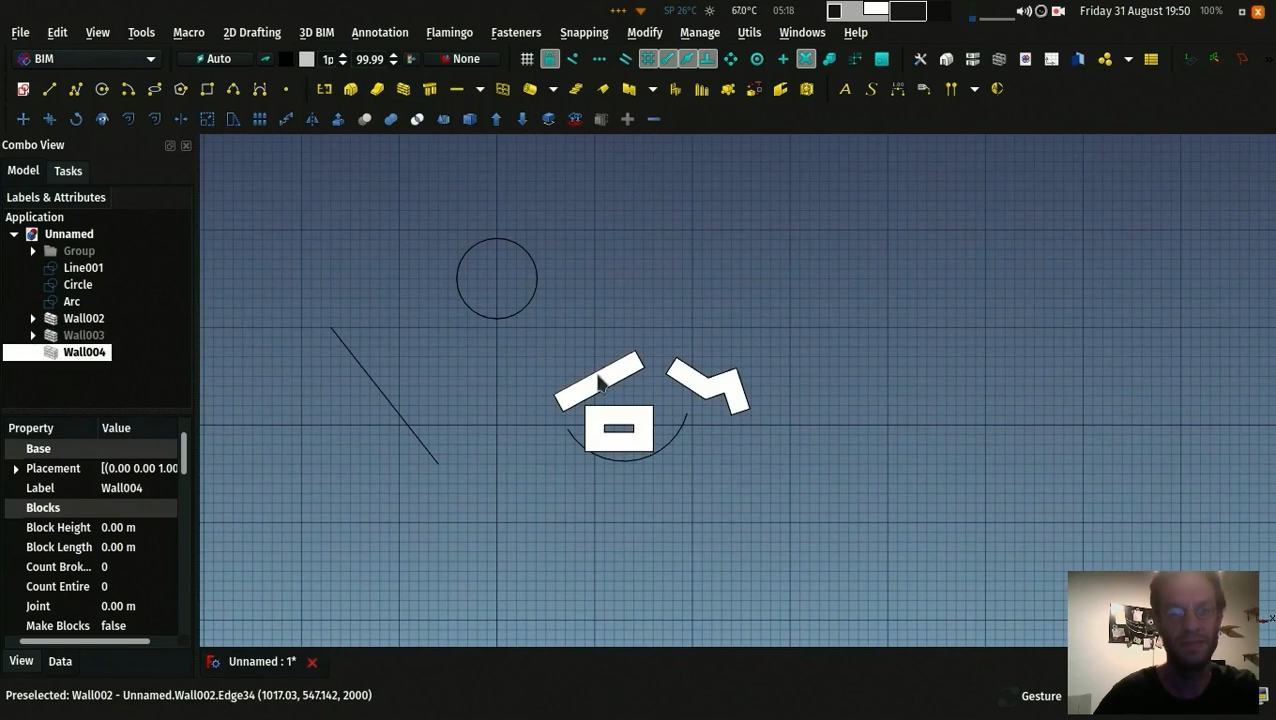 SP 26°C 67.0°C 05:18 Friday 31 August 19:50 100%
File Edit View Tools Macro 2D Drafting 3D BIM Annotation Flamingo Fasteners Snapping Modify Manage Utils Windows Help
BIM Auto 1p 99.99 None
Combo View
Model Tasks
Labels & Attributes
Application
Unnamed
Group
Line001
Circle
Arc
Wall002
Wall003
Wall004
Property Value
Base
Placement [(0.00 0.00 1.00
Label Wall004
Blocks
Block Height 0.00 m
Block Length 0.00 m
Count Brok... 0
Count Entire 0
Joint 0.00 m
Make Blocks false
View Data
Unnamed : 1*
Preselected: Wall002 - Unnamed.Wall002.Edge34 (1017.03, 547.142, 2000)
Gesture